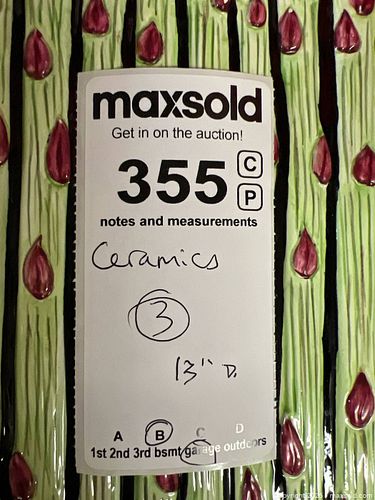 maxsold
Get in on the auction!
355 C
P
notes and measurements
Ceramics
3
13" D.
A B C D
1st 2nd 3rd bsmt garage outdoors